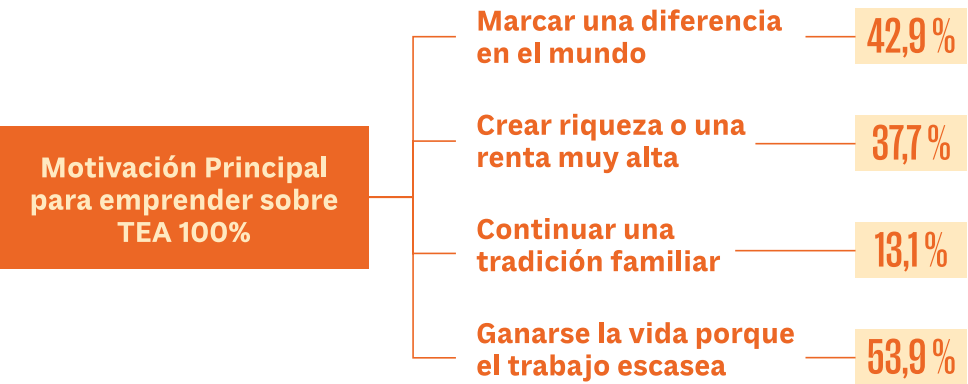 Motivación Principal
para emprender sobre
TEA 100%
Marcar una diferencia
en el mundo
42,9 %
Crear riqueza o una
renta muy alta
37,7 %
Continuar una
tradición familiar
13,1 %
Ganarse la vida porque
el trabajo escasea
53,9 %